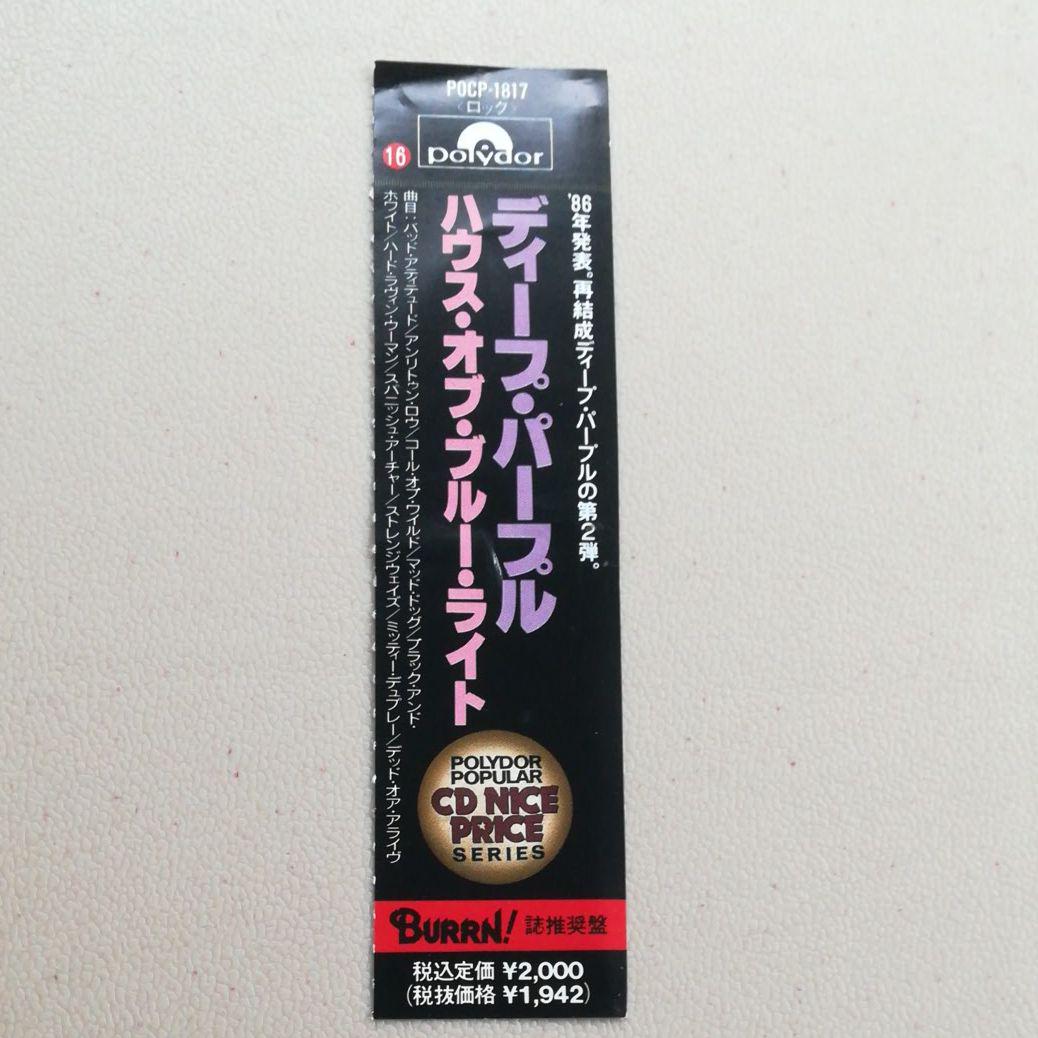 POCP-1817
〈ロック〉
16
polydor
'86年発表。再結成ディープ・パープルの第2弾。
ディープ・パープル
ハウス・オブ・ブルー・ライト
曲目:バッド・アティテュード/アンリトゥン・ロウ/コール・オブ・ワイルド/マッド・ドッグ/ブラック・アンド・
ホワイト/ハード・ラヴィン・ウーマン/スパニッシュ・アーチャー/ストレンジウェイズ/ミッティー・デュプレー/デッド・オア・アライヴ
POLYDOR
POPULAR
CD NICE
PRICE
SERIES
BURRN! 誌推奨盤
税込定価 ¥2,000
(税抜価格 ¥1,942)